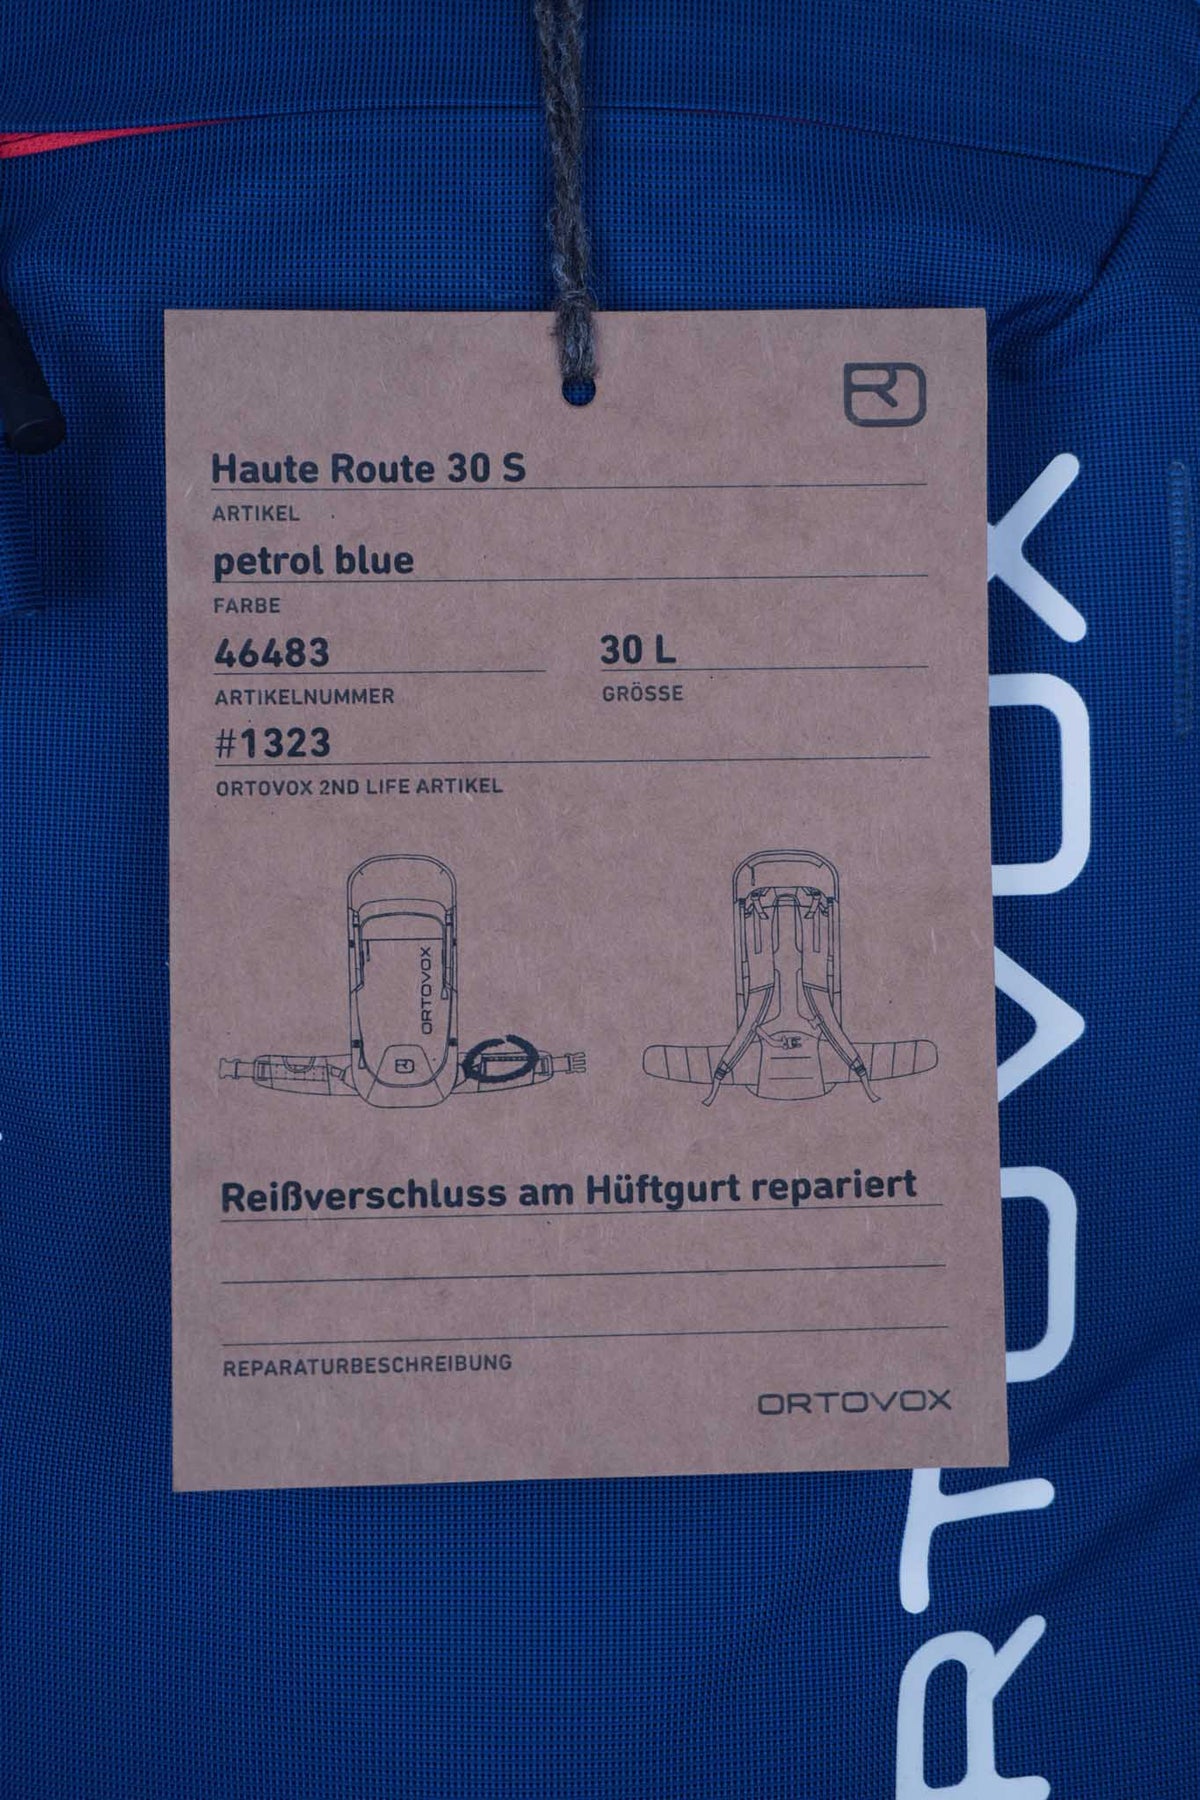 Haute Route 30 S
ARTIKEL
petrol blue
FARBE
46483
30 L
ARTIKELNUMMER
GRÖSSE
#1323
ORTOVOX 2ND LIFE ARTIKEL
ORTOVOX
Reißverschluss am Hüftgurt repariert
REPARATURBESCHREIBUNG
ORTOVOX
RTOVOX